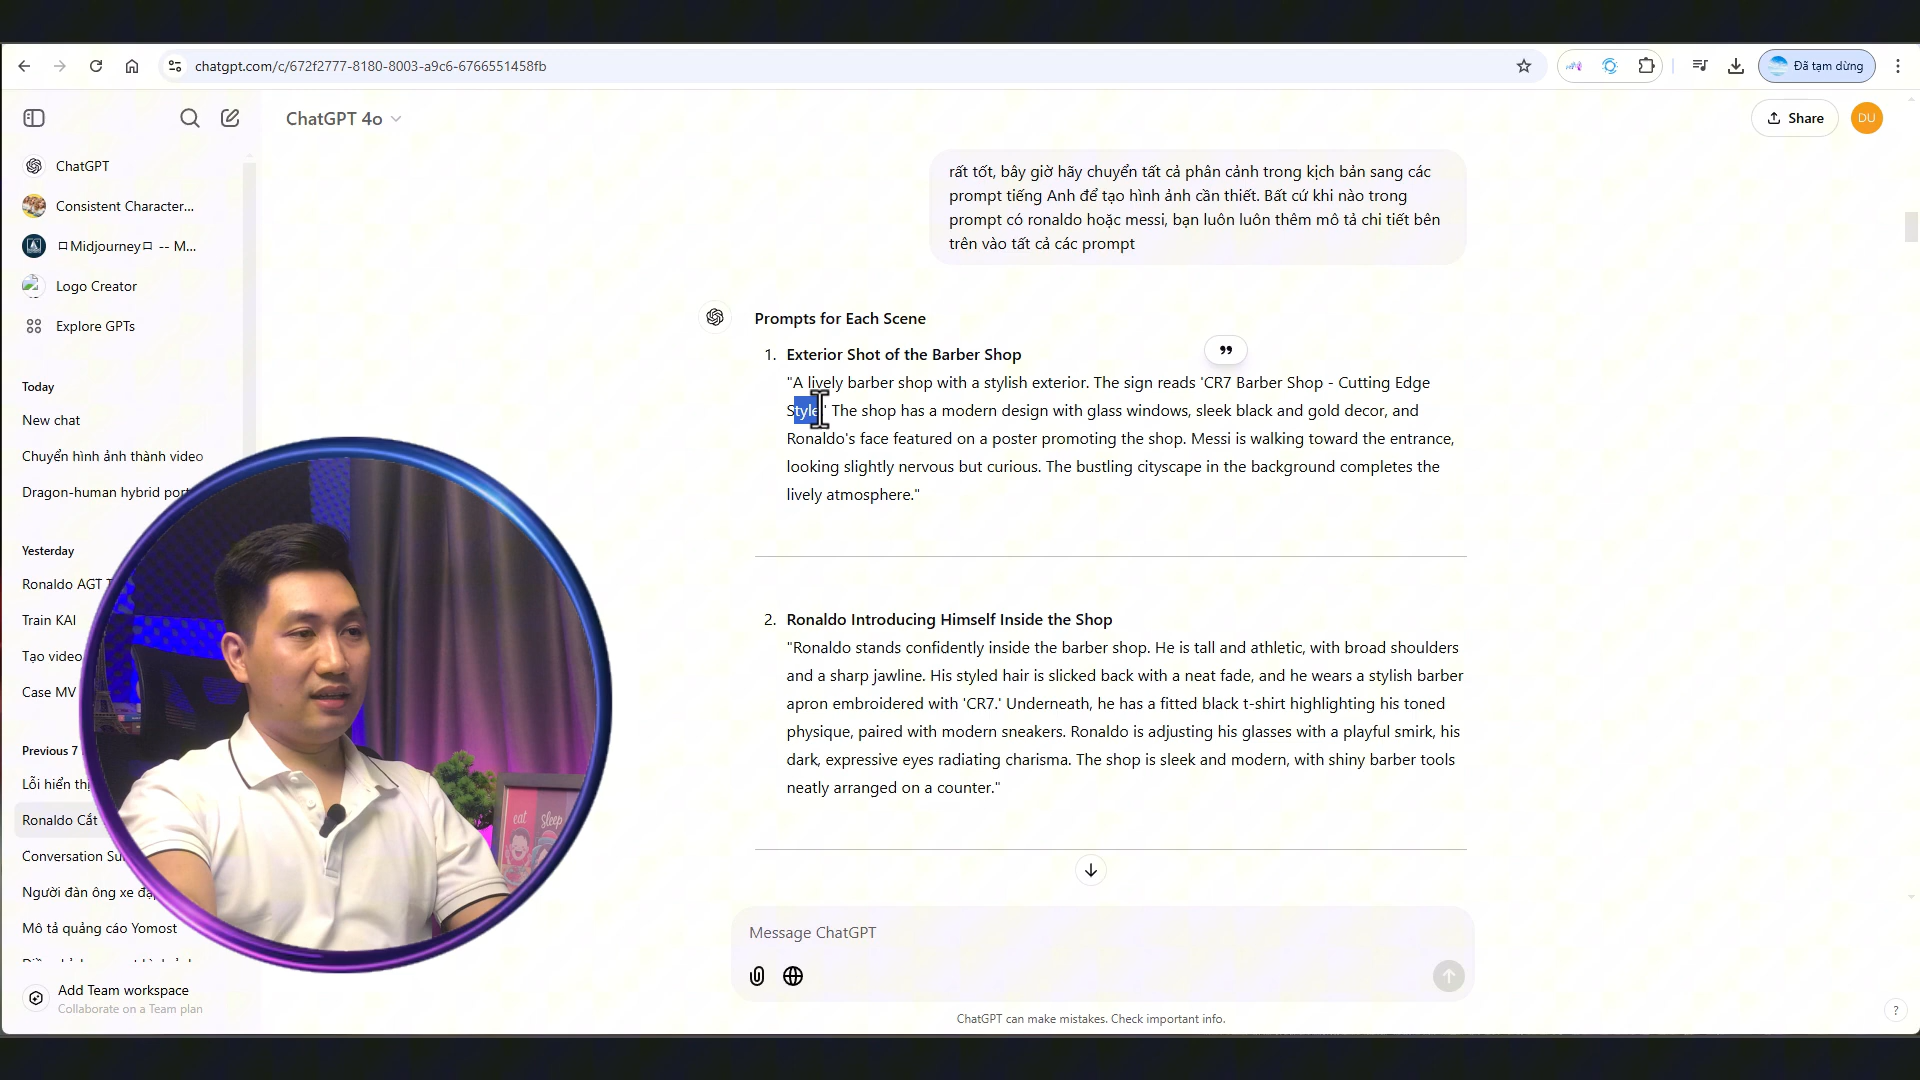 chatgpt.com/c/672f2777-8180-8003-a9c6-6766551458fb
Đã tạm dừng
ChatGPT 4o
Share
DU
ChatGPT
Consistent Character...
Midjourney -- M...
Logo Creator
Explore GPTs
Today
New chat
Chuyển hình ảnh thành video
Dragon-human hybrid port
Yesterday
Ronaldo AGT
Train KAI
Tạo video
Case MV
Previous 7
Lỗi hiển thị
Ronaldo Cắt
Conversation Su
Người đàn ông xe đạp
Mô tả quảng cáo Yomost
Add Team workspace
Collaborate on a Team plan
rất tốt, bây giờ hãy chuyển tất cả phân cảnh trong kịch bản sang các
prompt tiếng Anh để tạo hình ảnh cần thiết. Bất cứ khi nào trong
prompt có ronaldo hoặc messi, bạn luôn luôn thêm mô tả chi tiết bên
trên vào tất cả các prompt
Prompts for Each Scene
1. Exterior Shot of the Barber Shop
"A lively barber shop with a stylish exterior. The sign reads 'CR7 Barber Shop - Cutting Edge
Style.' The shop has a modern design with glass windows, sleek black and gold decor, and
Ronaldo's face featured on a poster promoting the shop. Messi is walking toward the entrance,
looking slightly nervous but curious. The bustling cityscape in the background completes the
lively atmosphere."
2. Ronaldo Introducing Himself Inside the Shop
"Ronaldo stands confidently inside the barber shop. He is tall and athletic, with broad shoulders
and a sharp jawline. His styled hair is slicked back with a neat fade, and he wears a stylish barber
apron embroidered with 'CR7.' Underneath, he has a fitted black t-shirt highlighting his toned
physique, paired with modern sneakers. Ronaldo is adjusting his glasses with a playful smirk, his
dark, expressive eyes radiating charisma. The shop is sleek and modern, with shiny barber tools
neatly arranged on a counter."
eat
sleep
Message ChatGPT
ChatGPT can make mistakes. Check important info.
?